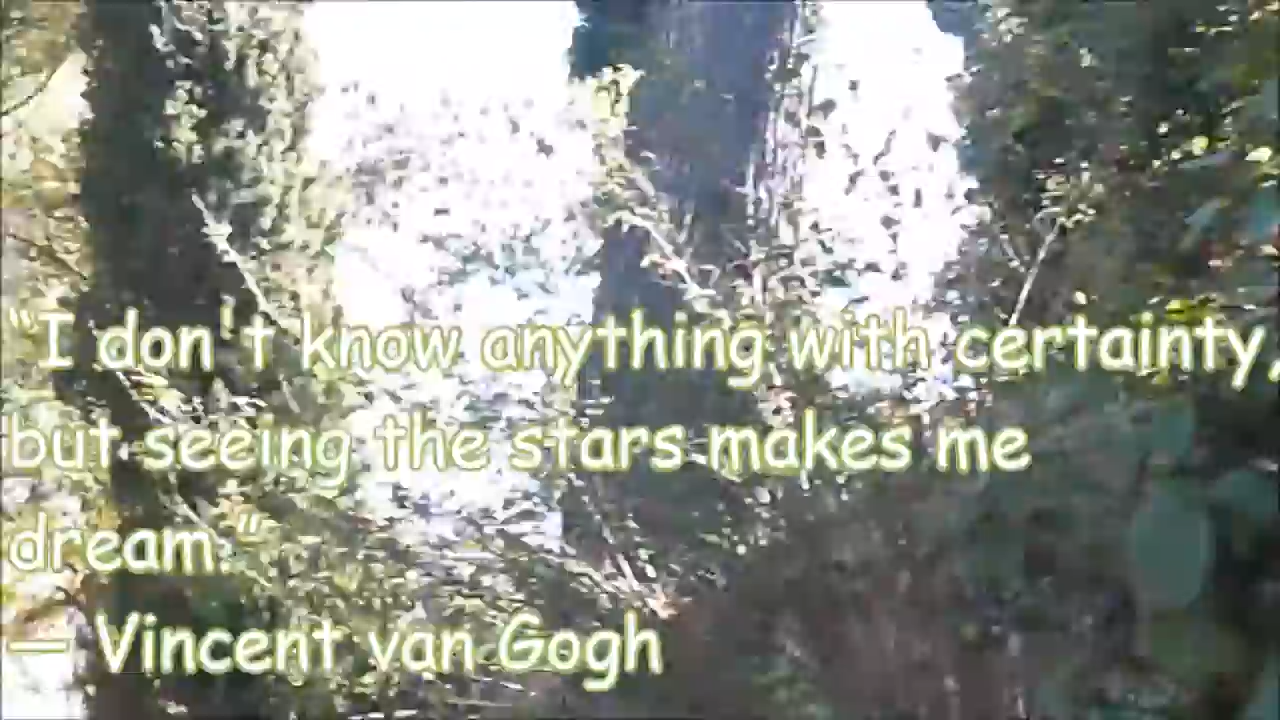 “I don't know anything with certainty,
but seeing the stars makes me
dream.”
— Vincent van Gogh